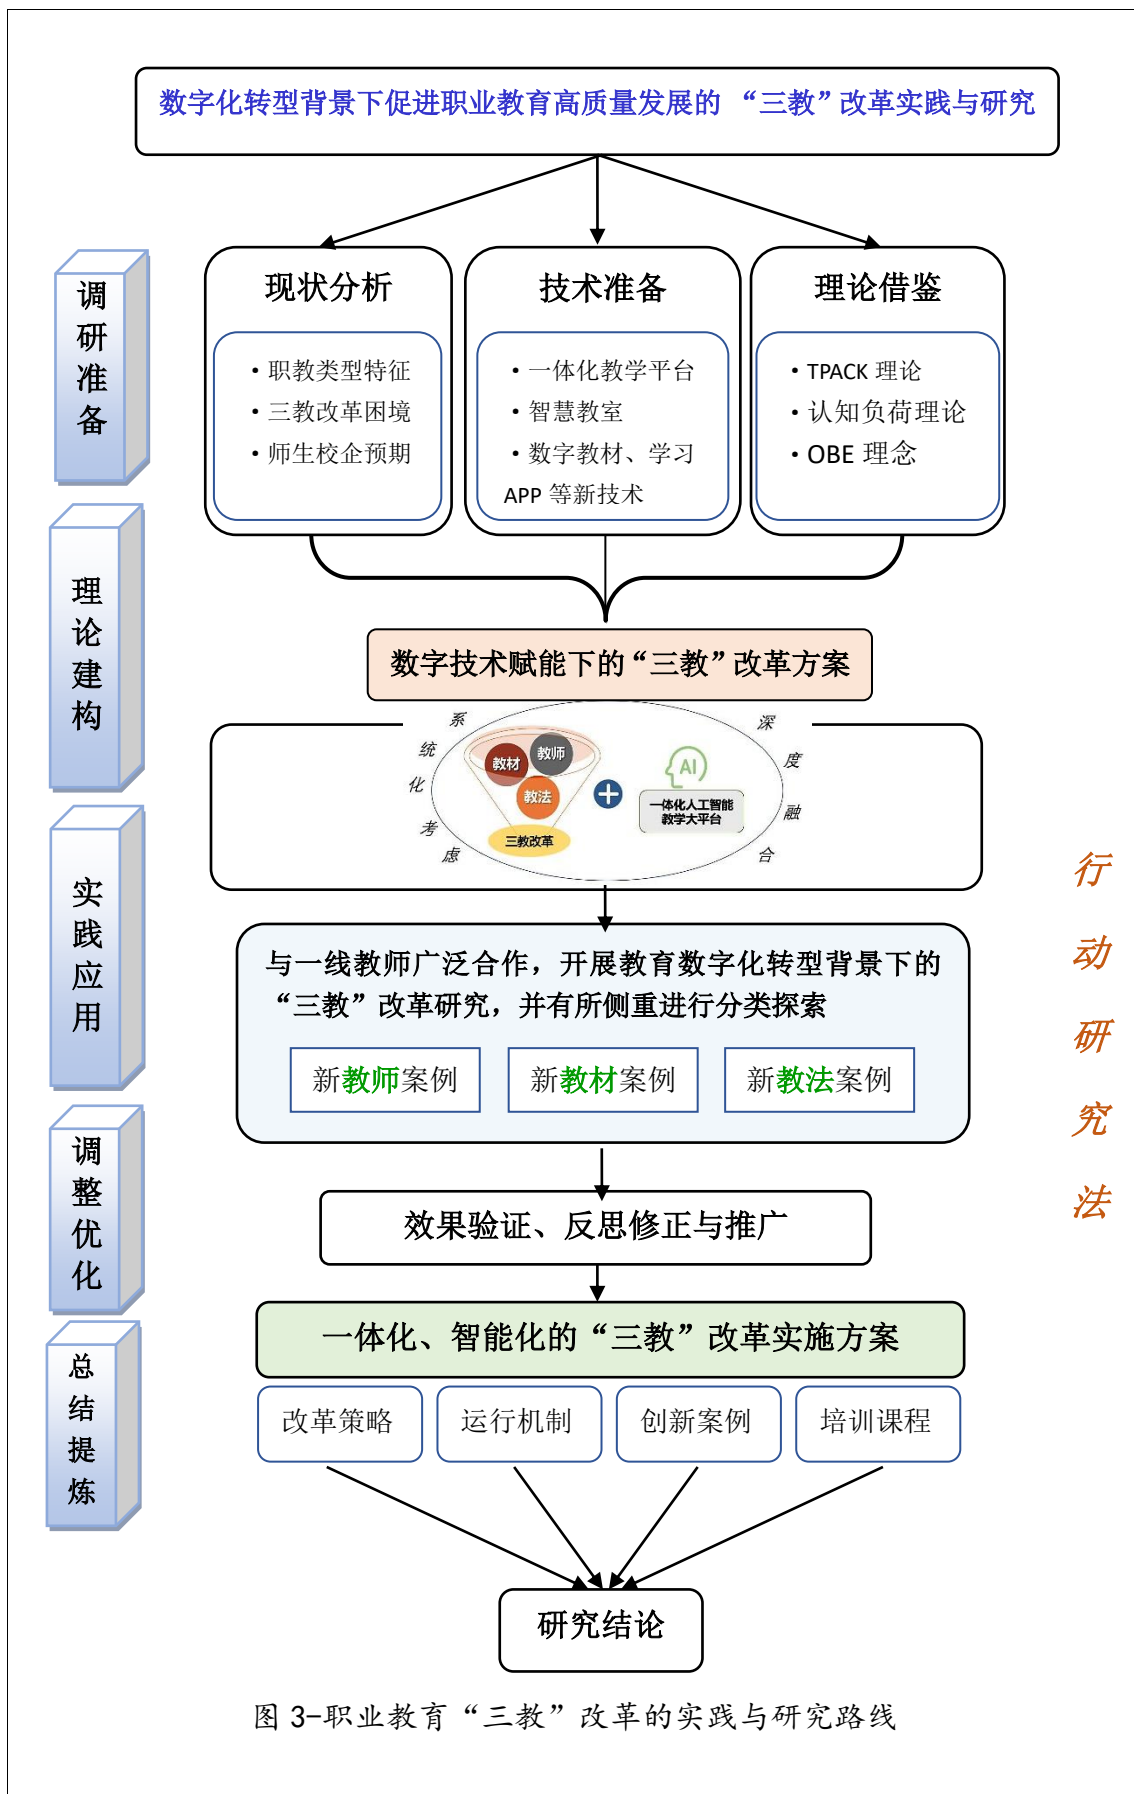 数字化转型背景下促进职业教育高质量发展的 “三教”改革实践与研究
调研准备
现状分析
·职教类型特征
·三教改革困境
·师生校企预期
技术准备
·一体化教学平台
·智慧教室
·数字教材、学习
APP 等新技术
理论借鉴
·TPACK 理论
·认知负荷理论
·OBE 理念
理论建构
数字技术赋能下的“三教”改革方案
系统化考虑
教材
教师
教法
三教改革
AI
一体化人工智能
教学大平台
深度融合
实践应用
与一线教师广泛合作，开展教育数字化转型背景下的
“三教”改革研究，并有所侧重进行分类探索
新教师案例
新教材案例
新教法案例
行动研究法
调整优化
效果验证、反思修正与推广
总结提炼
一体化、智能化的“三教”改革实施方案
改革策略
运行机制
创新案例
培训课程
研究结论
图 3-职业教育“三教”改革的实践与研究路线